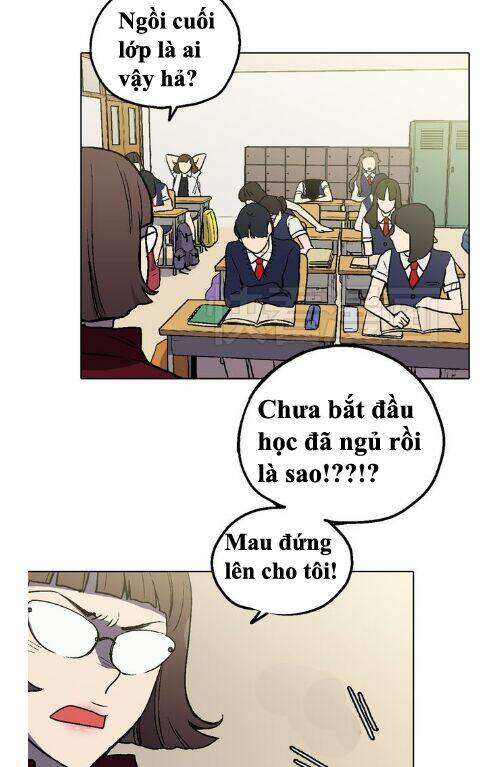 Ngồi cuối
lớp là ai
vậy hả?
Chưa bắt đầu
học đã ngủ rồi
là sao!??!?
Mau đứng
lên cho tôi!